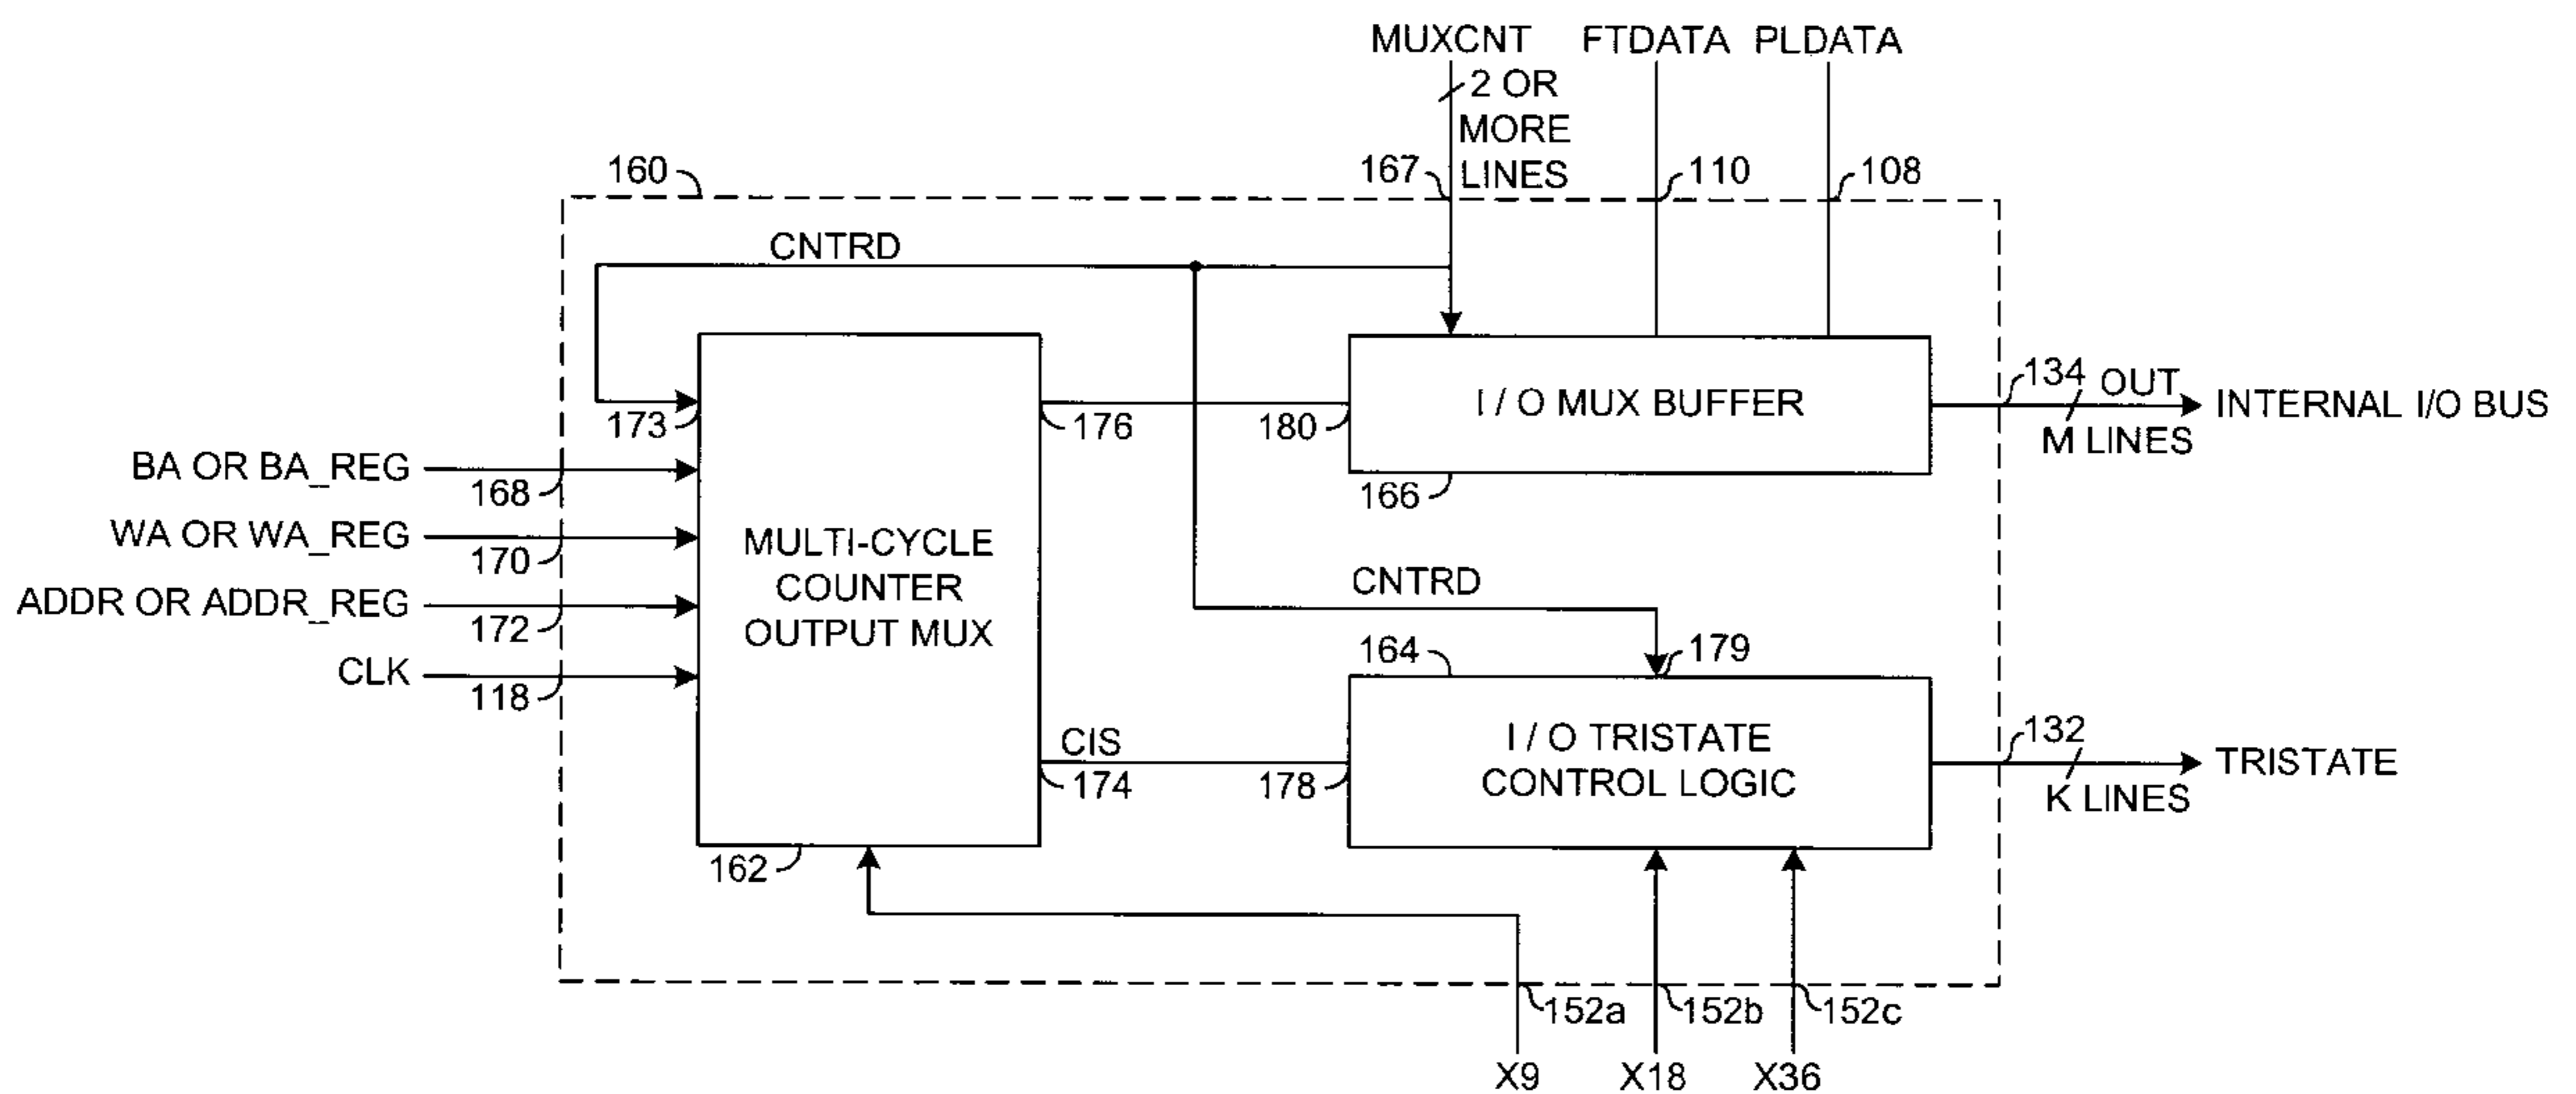 MUXCNT FTDATA PLDATA
2 OR
MORE
LINES
160
167
110
108
CNTRD
173
BA OR BA_REG
168
WA OR WA_REG
170
ADDR OR ADDR_REG
172
CLK
118
MULTI-CYCLE
COUNTER
OUTPUT MUX
162
176
180
I / O MUX BUFFER
166
134
OUT
M LINES
INTERNAL I/O BUS
CNTRD
164
179
CIS
174
178
I / O TRISTATE
CONTROL LOGIC
132
K LINES
TRISTATE
152a
152b
152c
X9
X18
X36